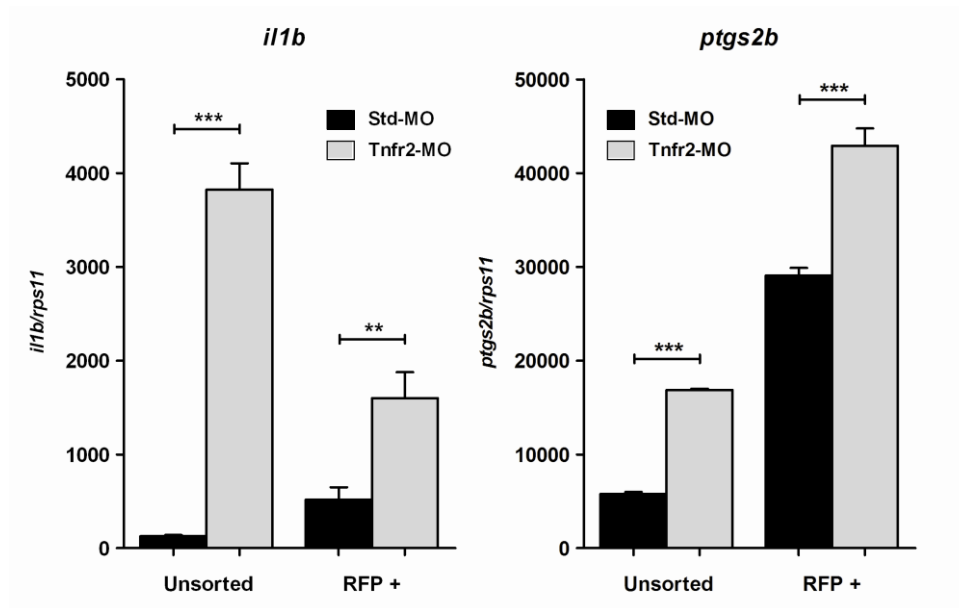 il1b
il1b/rps11
5000
4000
3000
2000
1000
0
***
**
Std-MO
Tnfr2-MO
Unsorted
RFP +
ptgs2b
ptgs2b/rps11
50000
40000
30000
20000
10000
0
***
***
Std-MO
Tnfr2-MO
Unsorted
RFP +